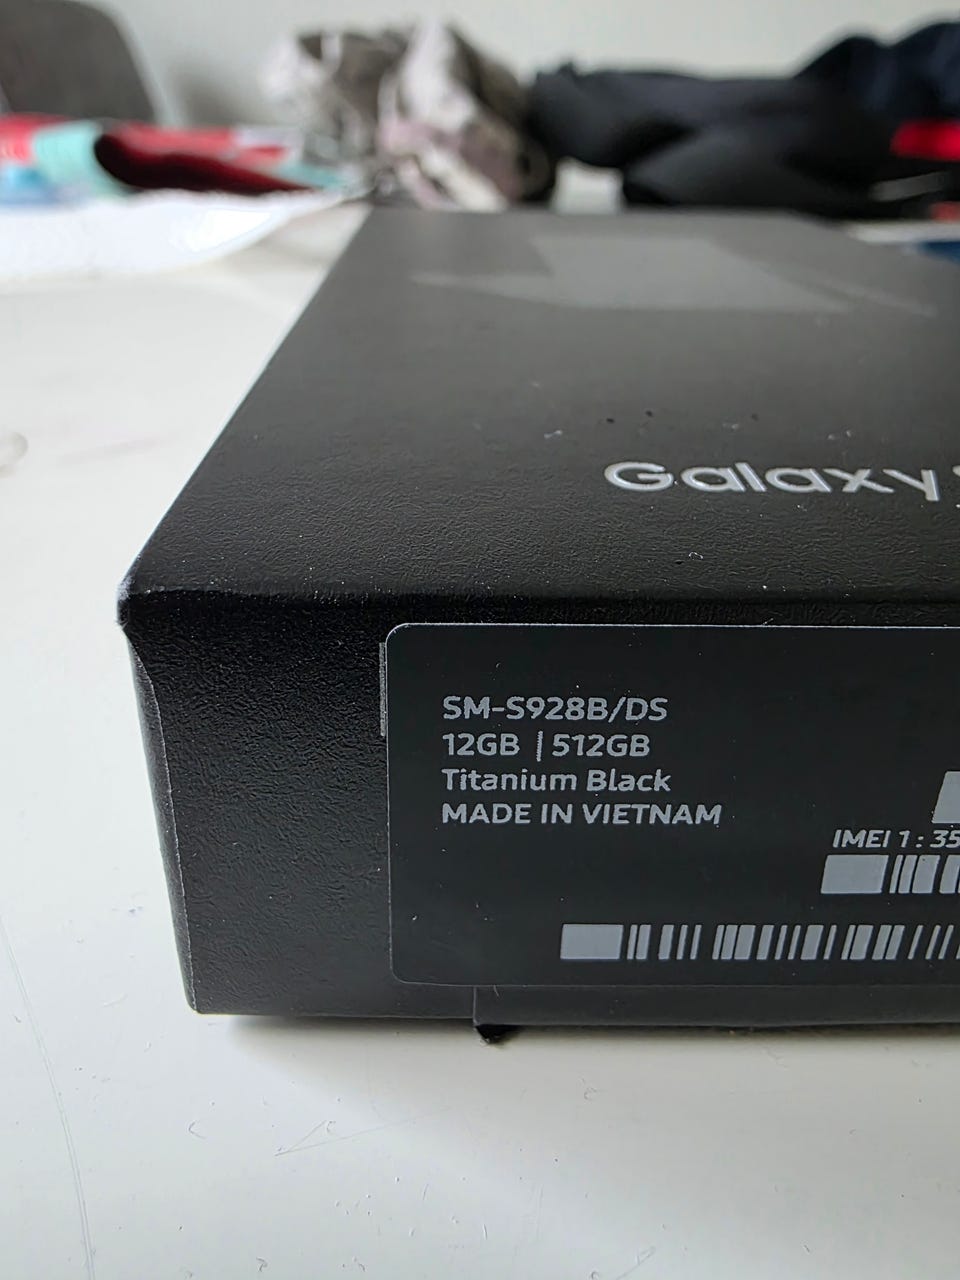 Galaxy
SM-S928B/DS
12GB | 512GB
Titanium Black
MADE IN VIETNAM
IMEI 1 : 35